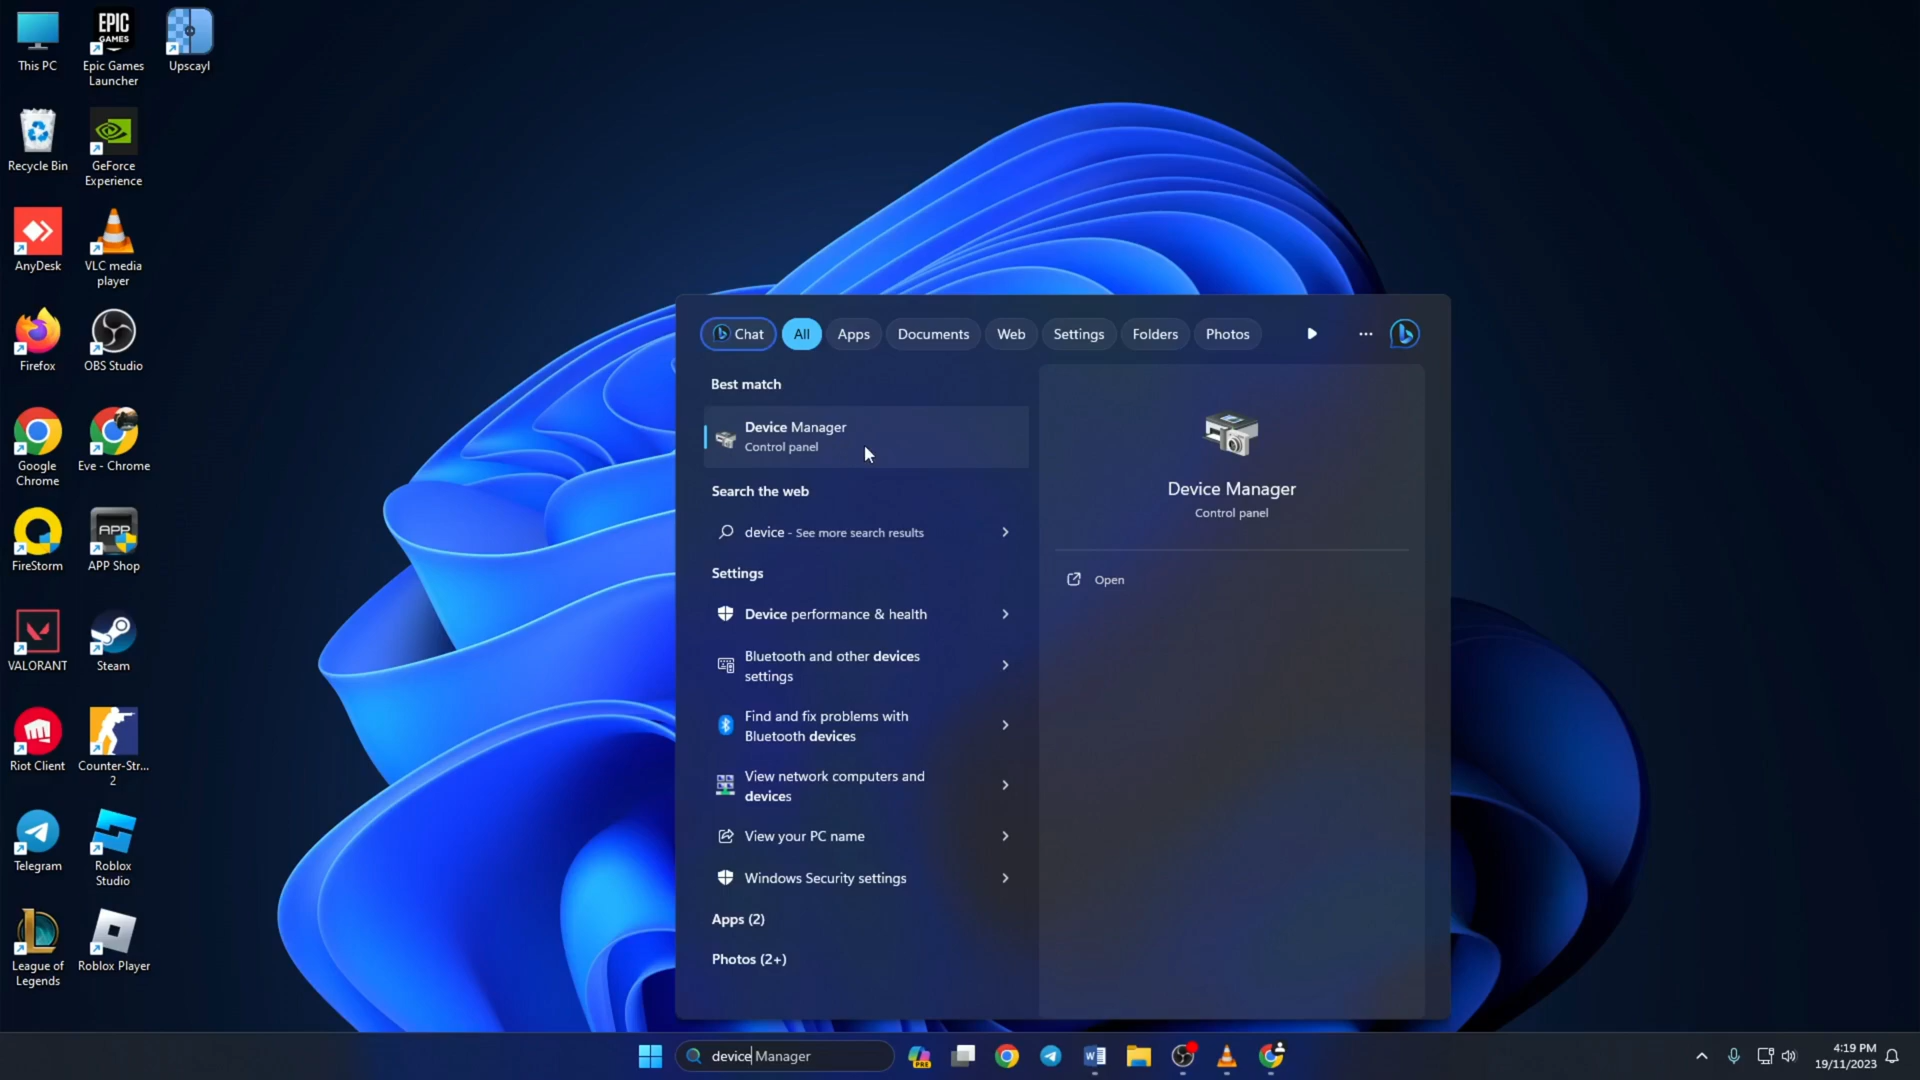 This PC
EPIC
GAMES
Epic Games
Launcher
Upscayl
Recycle Bin
GeForce
Experience
AnyDesk
VLC media
player
Firefox
OBS Studio
Google
Chrome
Eve - Chrome
FireStorm
APP
APP Shop
VALORANT
Steam
Riot Client
Counter-Str...
2
Telegram
Roblox
Studio
League of
Legends
Roblox Player
Chat
All
Apps
Documents
Web
Settings
Folders
Photos
Best match
Device Manager
Control panel
Search the web
device - See more search results
Settings
Device performance & health
Bluetooth and other devices
settings
Find and fix problems with
Bluetooth devices
View network computers and
devices
View your PC name
Windows Security settings
Apps (2)
Photos (2+)
Device Manager
Control panel
Open
device Manager
PRE
4:19 PM
19/11/2023